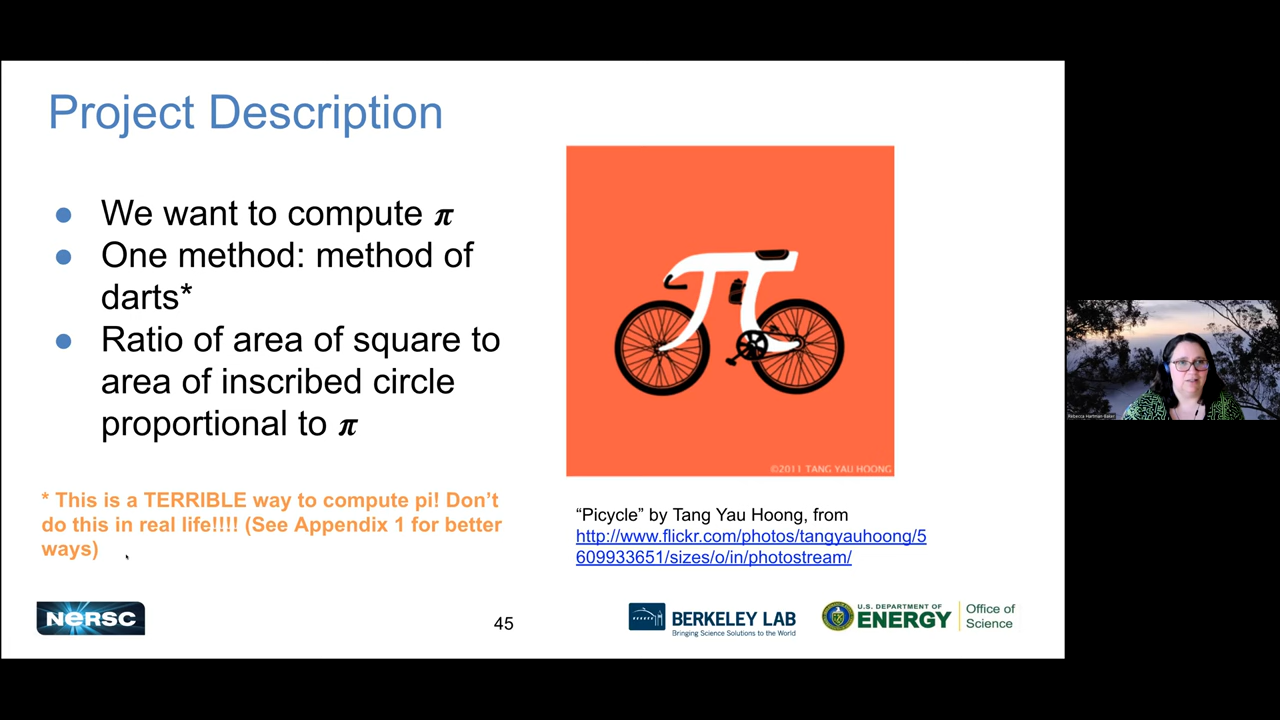 Project Description
● We want to compute π
● One method: method of
darts*
● Ratio of area of square to
area of inscribed circle
proportional to π
* This is a TERRIBLE way to compute pi! Don’t
do this in real life!!!! (See Appendix 1 for better
ways)
©2011 TANG YAU HOONG
“Picycle” by Tang Yau Hoong, from
http://www.flickr.com/photos/tangyauhoong/5
609933651/sizes/o/in/photostream/
Rebecca Hartman-Baker
NERSC
45
BERKELEY LAB
Bringing Science Solutions to the World
U.S. DEPARTMENT OF
ENERGY
Office of
Science